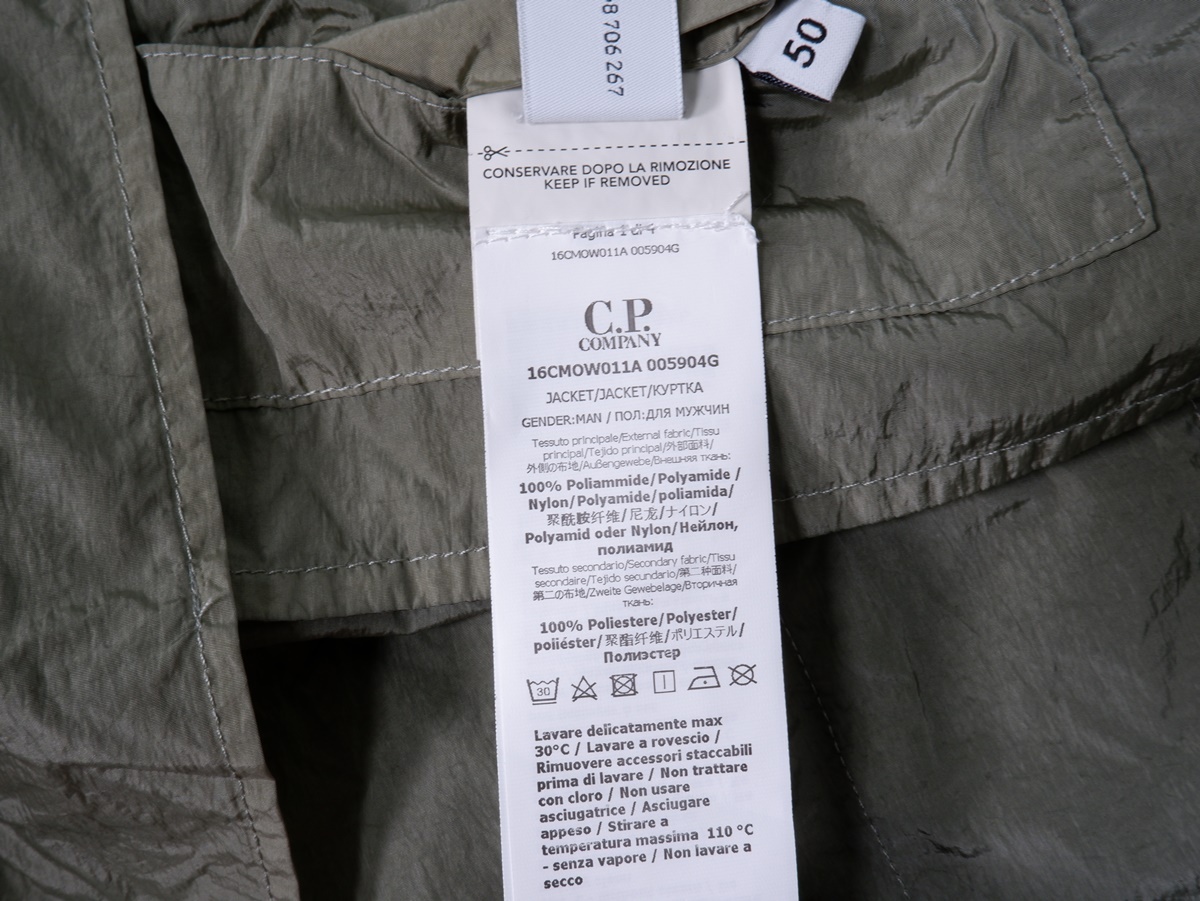 8706267
50
CONSERVARE DOPO LA RIMOZIONE
KEEP IF REMOVED
Pagina 1 di 4
16CMOW011A 005904G
C.P.
COMPANY
16CMOW011A 005904G
JACKET/JACKET/КУРТКА
GENDER:MAN / ПОЛ:ДЛЯ МУЖЧИН
Tessuto principale/External fabric/Tissu
principal/Tejido principal/外部面料/
外側の布地/Außengewebe/Внешняя ткань:
100% Poliammide/Polyamide /
Nylon/Polyamide/poliamida/
聚酰胺纤维/尼龙/ナイロン/
Polyamid oder Nylon/Нейлон,
полиамид
Tessuto secondario/Secondary fabric/Tissu
secondaire/Tejido secundario/第二种面料/
第二の布地/Zweite Gewebelage/Вторичная
ткань:
100% Poliestere/Polyester/
poliéster/聚酯纤维/ポリエステル/
Полиэстер
30
Lavare delicatamente max
30°C / Lavare a rovescio /
Rimuovere accessori staccabili
prima di lavare / Non trattare
con cloro / Non usare
asciugatrice / Asciugare
appeso / Stirare a
temperatura massima 110 °C
- senza vapore / Non lavare a
secco